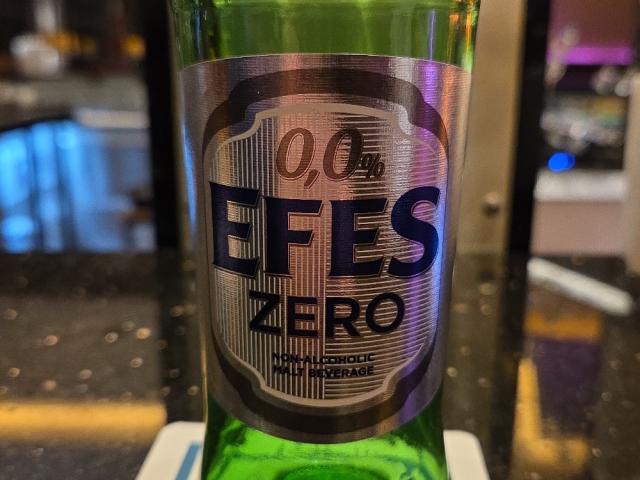 0,0%
EFES
ZERO
NON-ALCOHOLIC
MALT BEVERAGE